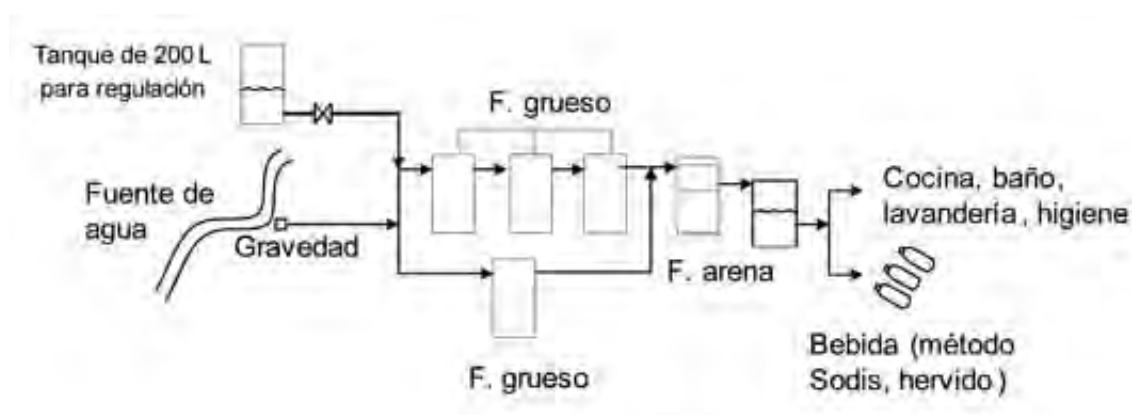 Tanque de 200 L
para regulación
F. grueso
Fuente de
agua
Gravedad
Cocina, baño,
lavandería, higiene
F. arena
F. grueso
Bebida (método
Sodis, hervido)